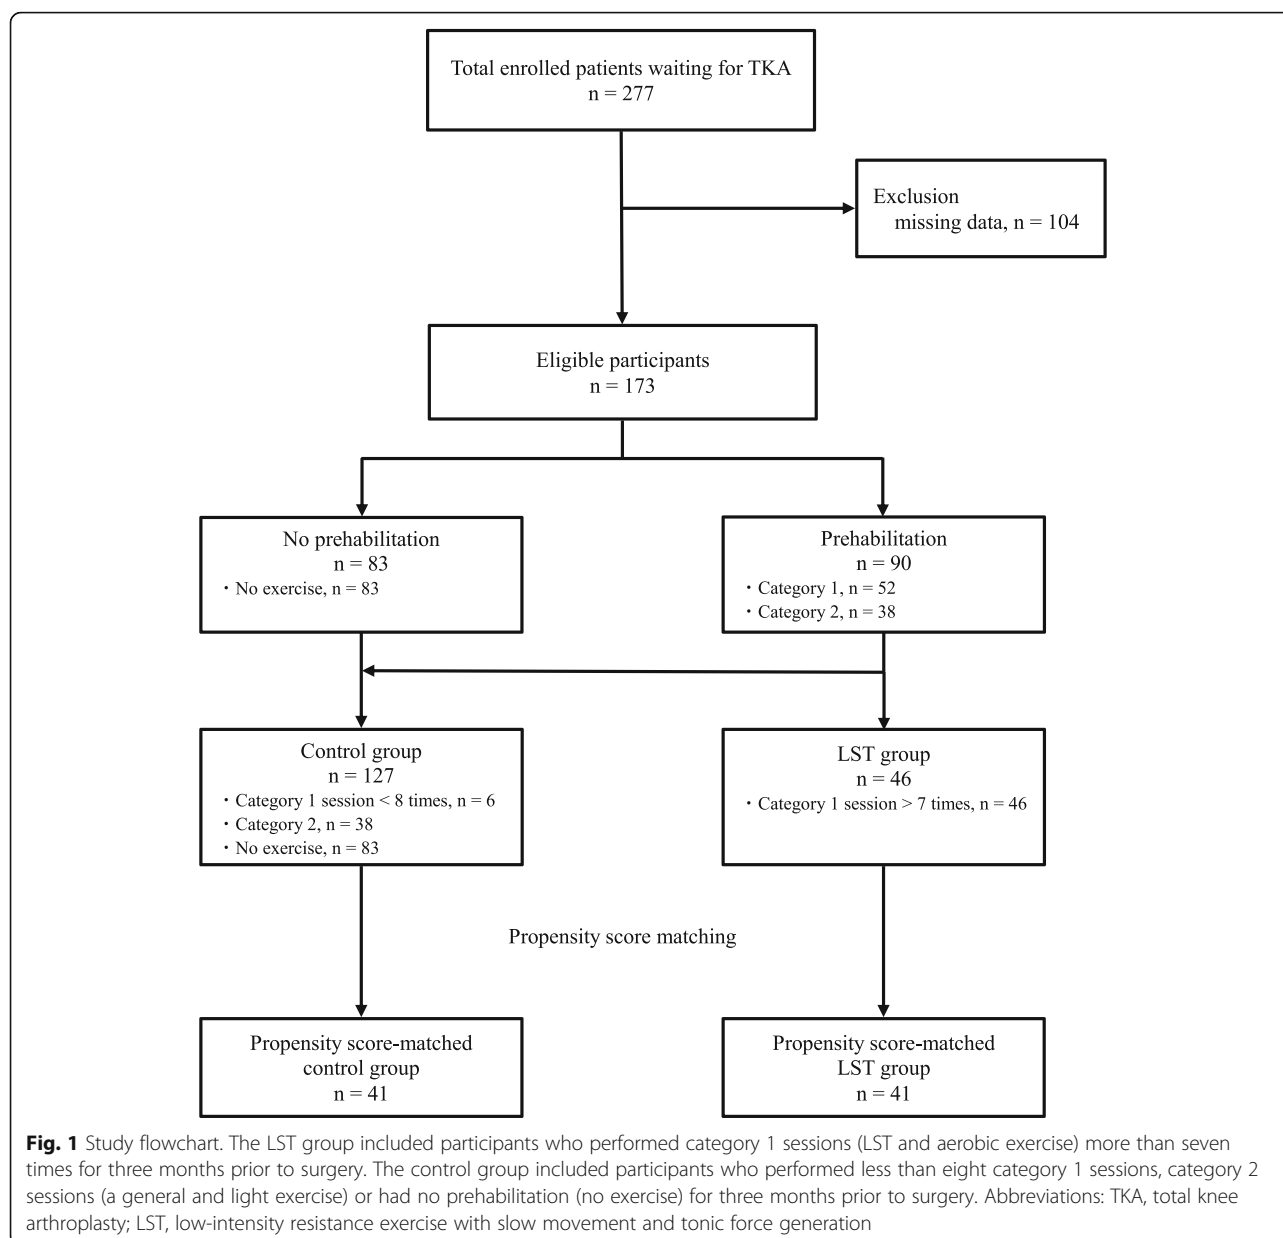 Total enrolled patients waiting for TKA
n = 277
Exclusion
missing data, n = 104
Eligible participants
n = 173
No prehabilitation
n = 83
・No exercise, n = 83
Prehabilitation
n = 90
・Category 1, n = 52
・Category 2, n = 38
Control group
n = 127
・Category 1 session < 8 times, n = 6
・Category 2, n = 38
・No exercise, n = 83
LST group
n = 46
・Category 1 session > 7 times, n = 46
Propensity score matching
Propensity score-matched
control group
n = 41
Propensity score-matched
LST group
n = 41
Fig. 1 Study flowchart. The LST group included participants who performed category 1 sessions (LST and aerobic exercise) more than seven
times for three months prior to surgery. The control group included participants who performed less than eight category 1 sessions, category 2
sessions (a general and light exercise) or had no prehabilitation (no exercise) for three months prior to surgery. Abbreviations: TKA, total knee
arthroplasty; LST, low-intensity resistance exercise with slow movement and tonic force generation